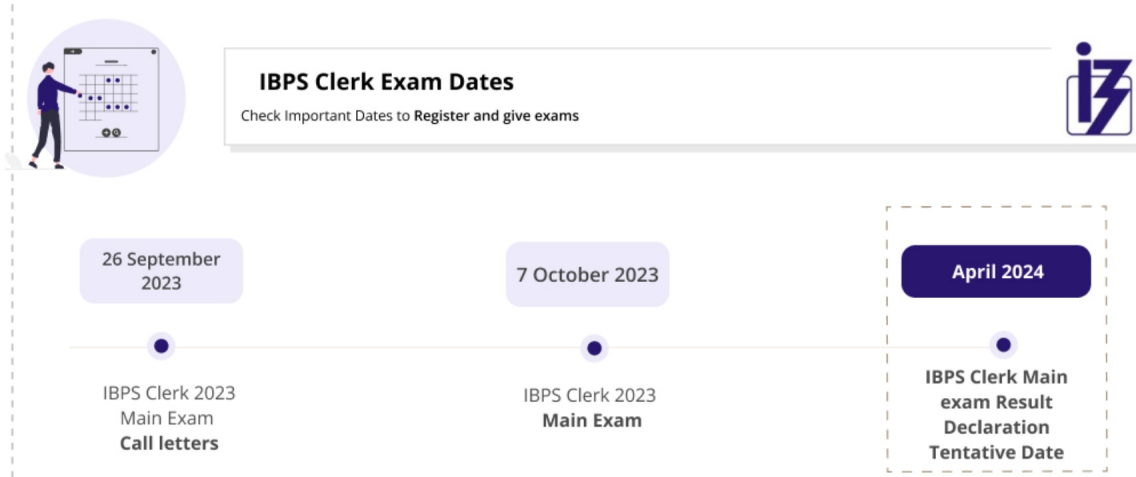 IBPS Clerk Exam Dates
Check Important Dates to Register and give exams
26 September
2023
7 October 2023
April 2024
IBPS Clerk 2023
Main Exam
Call letters
IBPS Clerk 2023
Main Exam
IBPS Clerk Main
exam Result
Declaration
Tentative Date